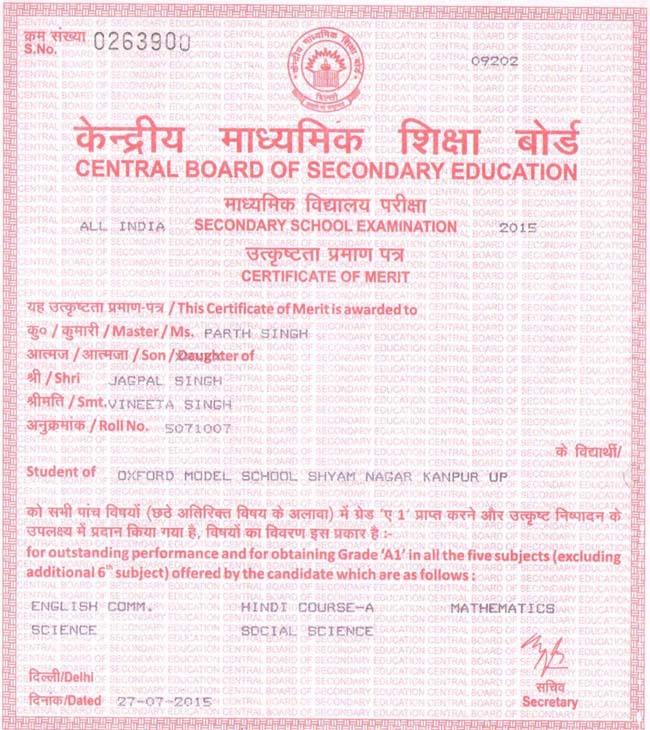 क्रम संख्या
S.No. 0263900
09202
केन्द्रीय माध्यमिक शिक्षा बोर्ड
CENTRAL BOARD OF SECONDARY EDUCATION
माध्यमिक विद्यालय परीक्षा
ALL INDIA SECONDARY SCHOOL EXAMINATION 2015
उत्कृष्टता प्रमाण पत्र
CERTIFICATE OF MERIT
यह उत्कृष्टता प्रमाण-पत्र / This Certificate of Merit is awarded to
कु० / कुमारी / Master / Ms. PARTH SINGH
आत्मज / आत्मजा / Son / Daughter of
श्री / Shri JAGPAL SINGH
श्रीमति / Smt. VINEETA SINGH
अनुक्रमांक / Roll No. 5071007
के विद्यार्थी/
Student of OXFORD MODEL SCHOOL SHYAM NAGAR KANPUR UP
को सभी पांच विषयों (छठे अतिरिक्त विषय के अलावा) में ग्रेड 'ए 1' प्राप्त करने और उत्कृष्ट निष्पादन के
उपलक्ष्य में प्रदान किया गया है, विषयों का विवरण इस प्रकार है :-
for outstanding performance and for obtaining Grade 'A1' in all the five subjects (excluding
additional 6th subject) offered by the candidate which are as follows :
ENGLISH COMM. HINDI COURSE-A MATHEMATICS
SCIENCE SOCIAL SCIENCE
दिल्ली/Delhi
दिनांक/Dated 27-07-2015
सचिव
Secretary